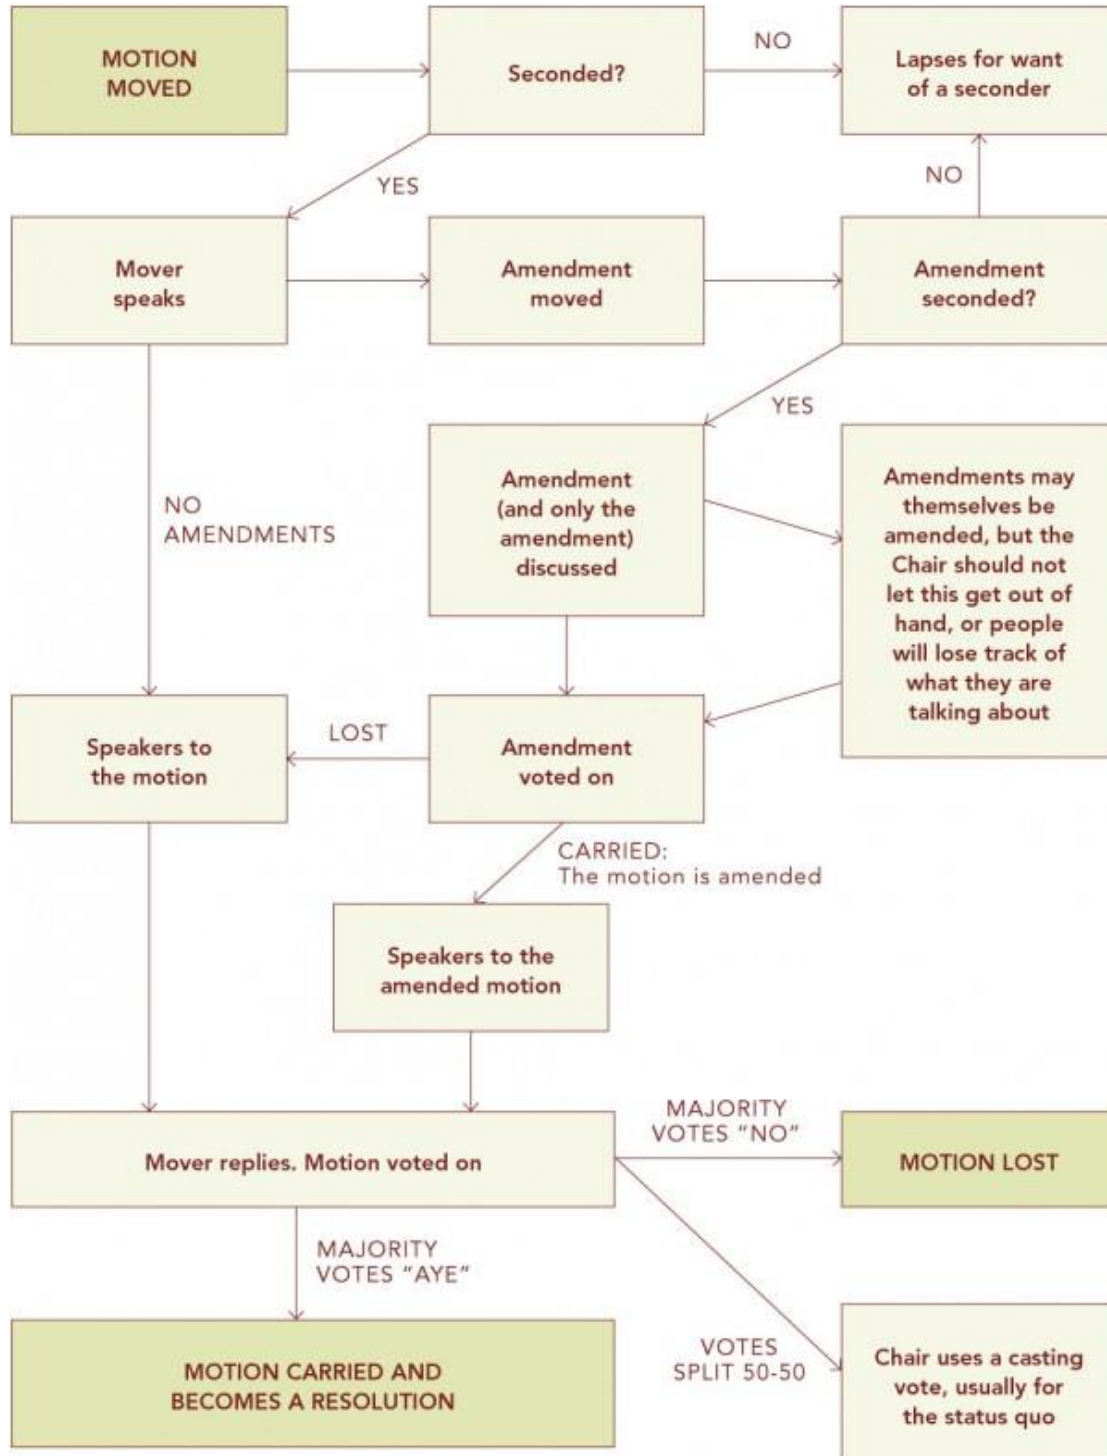 MOTION
MOVED
Seconded?
NO
Lapses for want
of a seconder
YES
NO
Mover
speaks
Amendment
moved
Amendment
seconded?
YES
NO
AMENDMENTS
Amendment
(and only the
amendment)
discussed
Amendments may
themselves be
amended, but the
Chair should not
let this get out of
hand, or people
will lose track of
what they are
talking about
Speakers to
the motion
LOST
Amendment
voted on
CARRIED:
The motion is amended
Speakers to the
amended motion
Mover replies. Motion voted on
MAJORITY
VOTES “NO”
MOTION LOST
MAJORITY
VOTES “AYE”
MOTION CARRIED AND
BECOMES A RESOLUTION
VOTES
SPLIT 50-50
Chair uses a casting
vote, usually for
the status quo